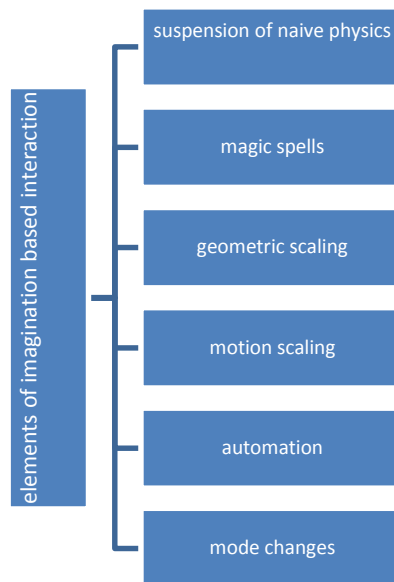 elements of imagination based interaction
suspension of naive physics
magic spells
geometric scaling
motion scaling
automation
mode changes